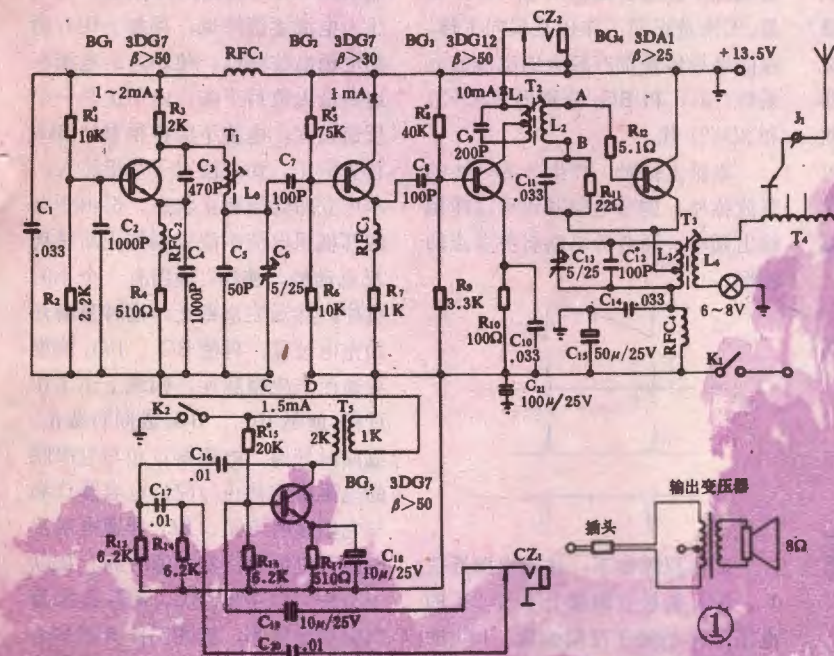 BG₁ 3DG7 β>50
RFC₁
BG₂ 3DG7 β>30
BG₃ 3DG12 β>50
CZ₂
BG₄ 3DA1 β>25
+13.5V
1~2mA
R₁* 10K
R₃ 2K
C₃ 470P
T₁
L₀
C₇ 100P
R₅* 75K
1mA
C₈ 100P
R₈* 40K
10mA
C₉ 200P
L₁
T₂
L₂
A
B
R₁₂ 5.1Ω
R₁₁ 22Ω
C₁₁ .033
J₁
C₁ .033
C₂ 1000P
R₂ 2.2K
R₄ 510Ω
RFC₂
C₄ 1000P
C₅ 50P
C₆ 5/25
R₆ 10K
RFC₃
R₇ 1K
R₉ 3.3K
R₁₀ 100Ω
C₁₀ .033
C₁₃ 5/25
C₁₂ 100P
L₃
T₃
L₄
T₄
6~8V
C₁₄ .033
C₁₅ 50μ/25V
RFC₄
C D
C₂₁ 100μ/25V
K₁
K₂
1.5mA
T₅
R₁₅* 20K
2K
1K
C₁₆ .01
BG₅ 3DG7 β>50
C₁₇ .01
R₁₃ 6.2K
R₁₄ 6.2K
R₁₆ 6.2K
R₁₇ 510Ω
C₁₈ 10μ/25V
CZ₁
C₁₉ 10μ/25V
C₂₀ .01
插头
输出变压器
8Ω
①